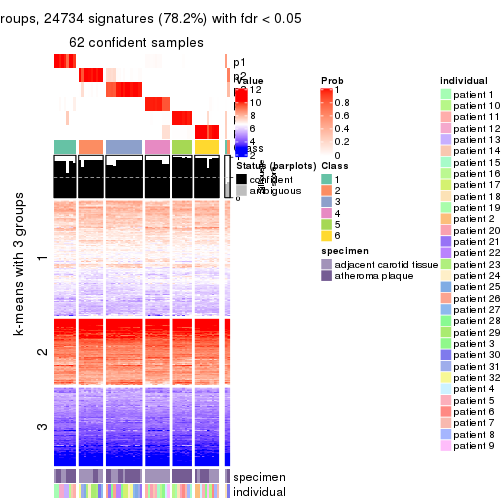 roups, 24734 signatures (78.2%) with fdr < 0.05
62 confident samples
p1
p2
k-means with 3 groups
1
2
3
specimen
individual
Value
12
10
8
6
4
2
0
Prob
1
0.8
0.6
0.4
0.2
0
Status (barplots)
confident
ambiguous
Silhouette
score
Class
1
2
3
4
5
6
specimen
adjacent carotid tissue
atheroma plaque
individual
patient 1
patient 10
patient 11
patient 12
patient 13
patient 14
patient 15
patient 16
patient 17
patient 18
patient 19
patient 2
patient 20
patient 21
patient 22
patient 23
patient 24
patient 25
patient 26
patient 27
patient 28
patient 29
patient 3
patient 30
patient 31
patient 32
patient 4
patient 5
patient 6
patient 7
patient 8
patient 9